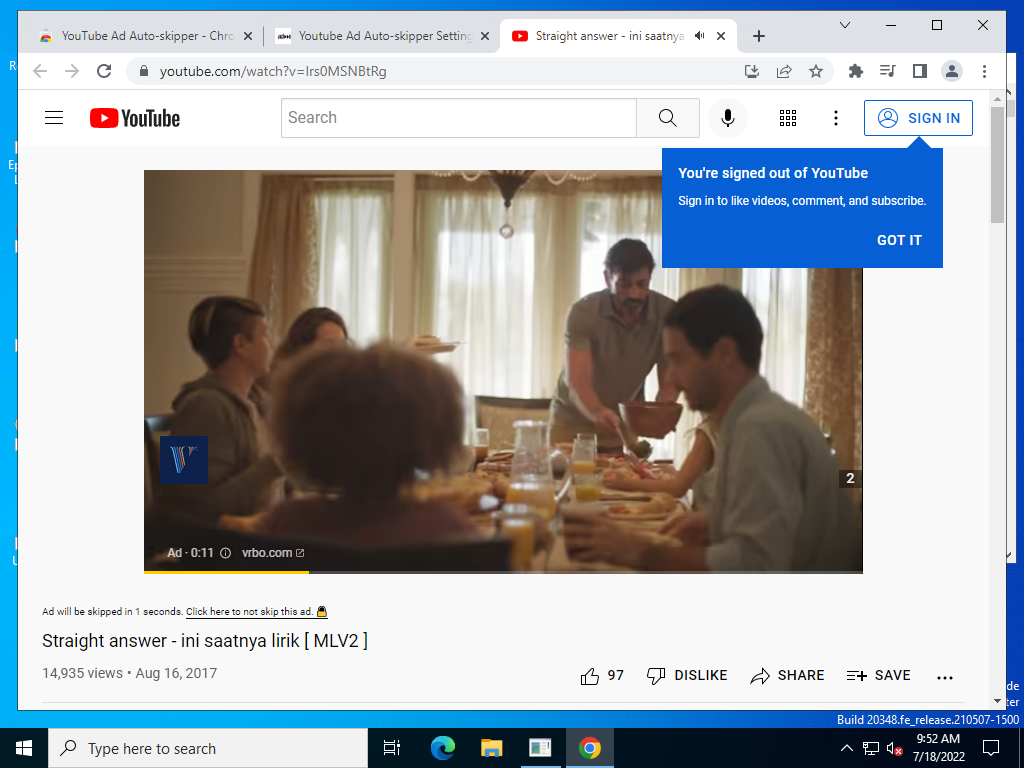 YouTube Ad Auto-skipper - Chro
Youtube Ad Auto-skipper Setting
Straight answer - ini saatnya
youtube.com/watch?v=Irs0MSNBtRg
YouTube
Search
SIGN IN
You're signed out of YouTube
Sign in to like videos, comment, and subscribe.
GOT IT
2
Ad · 0:11
vrbo.com
Ad will be skipped in 1 seconds. Click here to not skip this ad.
Straight answer - ini saatnya lirik [ MLV2 ]
14,935 views • Aug 16, 2017
97
DISLIKE
SHARE
SAVE
Build 20348.fe_release.210507-1500
Type here to search
9:52 AM
7/18/2022